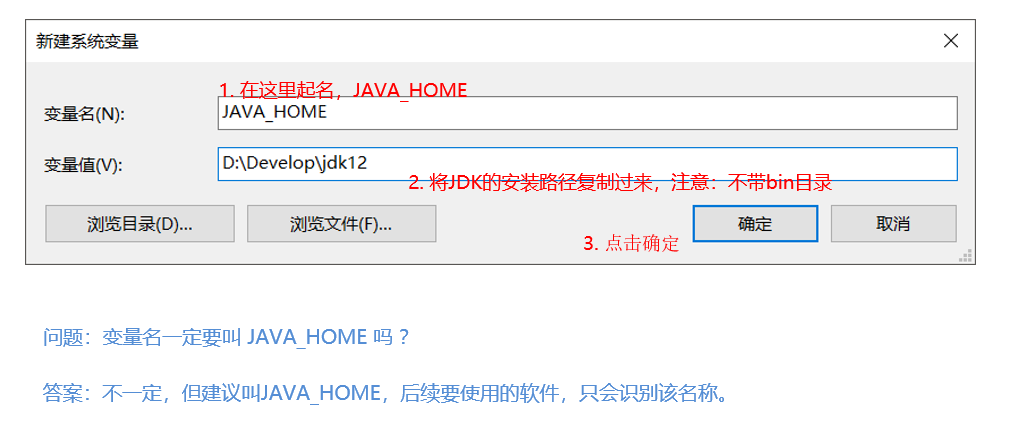 新建系统变量
1. 在这里起名，JAVA_HOME
变量名(N):
JAVA_HOME
变量值(V):
D:\Develop\jdk12
2. 将JDK的安装路径复制过来，注意：不带bin目录
浏览目录(D)...
浏览文件(F)...
3. 点击确定
确定
取消
问题：变量名一定要叫 JAVA_HOME 吗？
答案：不一定，但建议叫JAVA_HOME，后续要使用的软件，只会识别该名称。